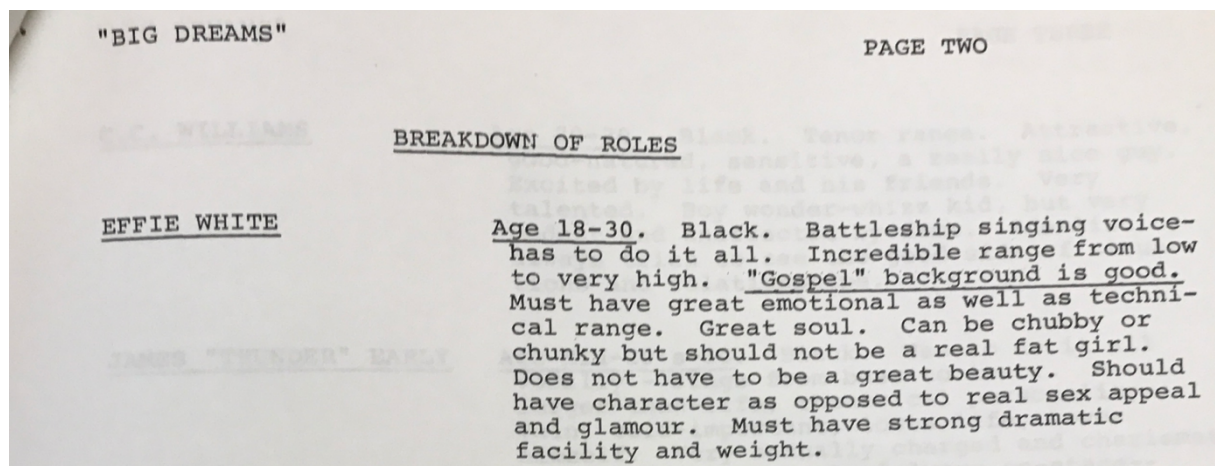 "BIG DREAMS"
PAGE TWO
BREAKDOWN OF ROLES
EFFIE WHITE
Age 18-30. Black. Battleship singing voice-
has to do it all. Incredible range from low
to very high. "Gospel" background is good.
Must have great emotional as well as techni-
cal range. Great soul. Can be chubby or
chunky but should not be a real fat girl.
Does not have to be a great beauty. Should
have character as opposed to real sex appeal
and glamour. Must have strong dramatic
facility and weight.